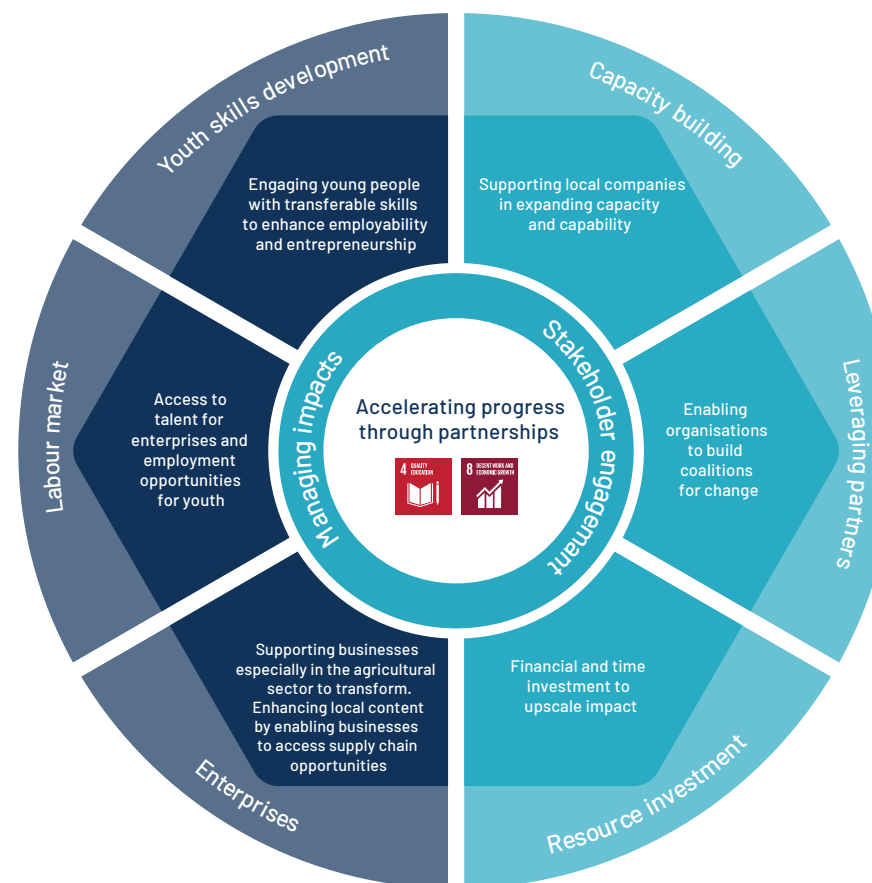 Youth skills development
Engaging young people
with transferable skills
to enhance employability
and entrepreneurship
Capacity building
Supporting local companies
in expanding capacity
and capability
Labour market
Access to
talent for
enterprises and
employment
opportunities
for youth
Managing impacts
Accelerating progress
through partnerships
4 QUALITY
EDUCATION
8 DECENT WORK AND
ECONOMIC GROWTH
Stakeholder engagemant
Enabling
organisations
to build
coalitions
for change
Leveraging partners
Supporting businesses
especially in the agricultural
sector to transform.
Enhancing local content
by enabling businesses
to access supply chain
opportunities
Enterprises
Financial and time
investment to
upscale impact
Resource investment